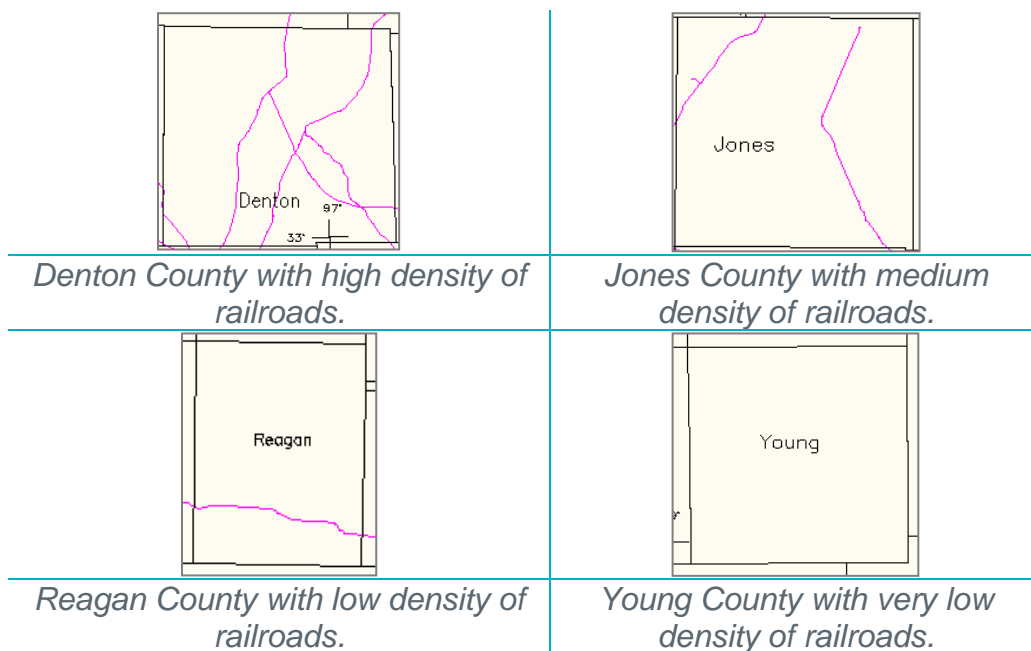 Denton
97°
33°
Denton County with high density of
railroads.
Jones
Jones County with medium
density of railroads.
Reagan
Reagan County with low density of
railroads.
Young
Young County with very low
density of railroads.